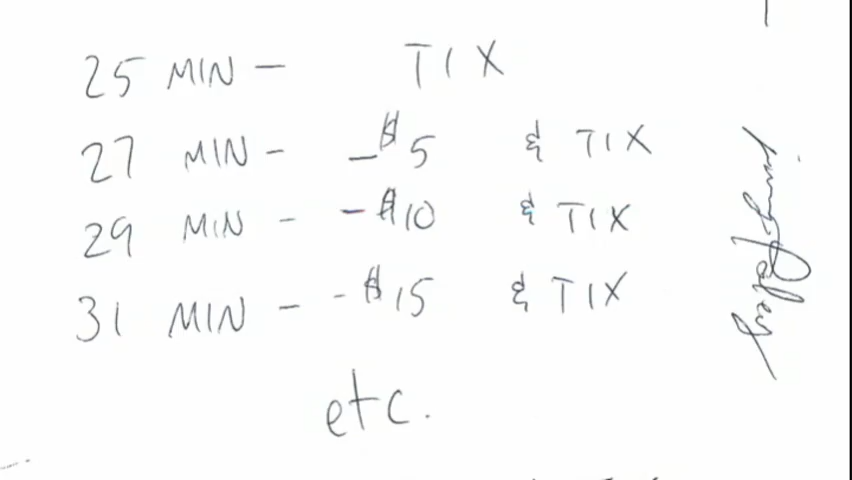 25 MIN - TIX
27 MIN - -$5 & TIX
29 MIN - -$10 & TIX
31 MIN - -$15 & TIX
etc.